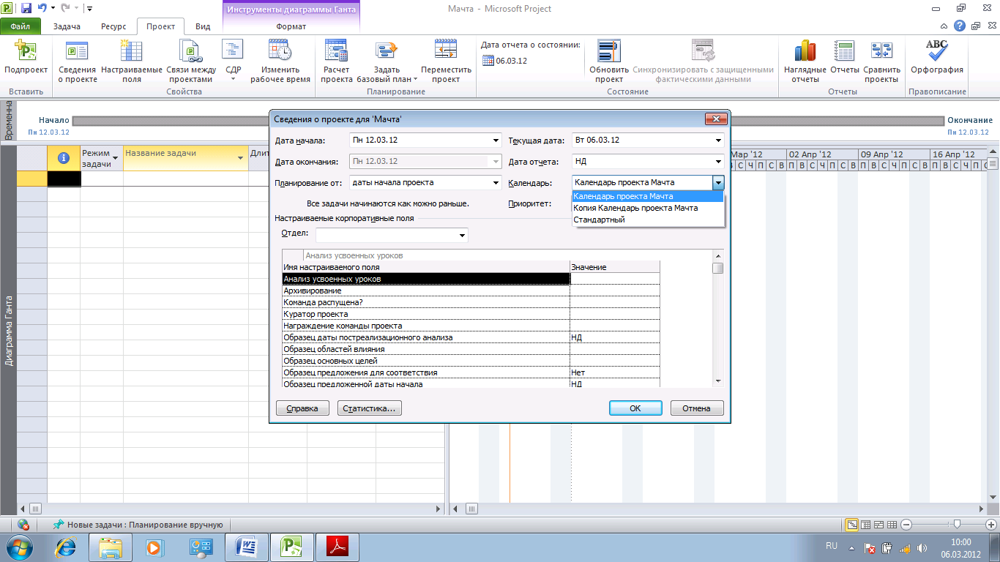 Инструменты диаграммы Ганта
Мачта - Microsoft Project
Файл Задача Ресурс Проект Вид Формат
Подпроект
Сведения о проекте
Настраиваемые поля
Связи между проектами
СДР
Изменить рабочее время
Расчет проекта
Задать базовый план
Переместить проект
Дата отчета о состоянии:
06.03.12
Обновить проект
Синхронизировать с защищенными фактическими данными
Наглядные отчеты
Отчеты
Сравнить проекты
ABC
Орфография
Вставить Свойства Планирование Состояние Отчеты Правописание
Временна
Начало
Пн 12.03.12
Окончание
Пн 12.03.12
Диаграмма Ганта
Режим задачи
Название задачи
Длит
Мар '12 02 Апр '12 09 Апр '12 16 Апр '12
В С Ч П С В П В С Ч П С В П В С Ч П С В П В С Ч П С
Сведения о проекте для 'Мачта'
Дата начала: Пн 12.03.12 Текущая дата: Вт 06.03.12
Дата окончания: Пн 12.03.12 Дата отчета: НД
Планирование от: даты начала проекта Календарь: Календарь проекта Мачта
Календарь проекта Мачта
Копия Календарь проекта Мачта
Стандартный
Все задачи начинаются как можно раньше. Приоритет:
Настраиваемые корпоративные поля
Отдел:
Анализ усвоенных уроков
Имя настраиваемого поля Значение
Анализ усвоенных уроков
Архивирование
Команда распущена?
Куратор проекта
Награждение команды проекта
Образец даты постреализационного анализа НД
Образец областей влияния
Образец основных целей
Образец предложения для соответствия Нет
Образец предложенной даты начала НД
Справка Статистика... ОК Отмена
Новые задачи : Планирование вручную
RU
10:00
06.03.2012